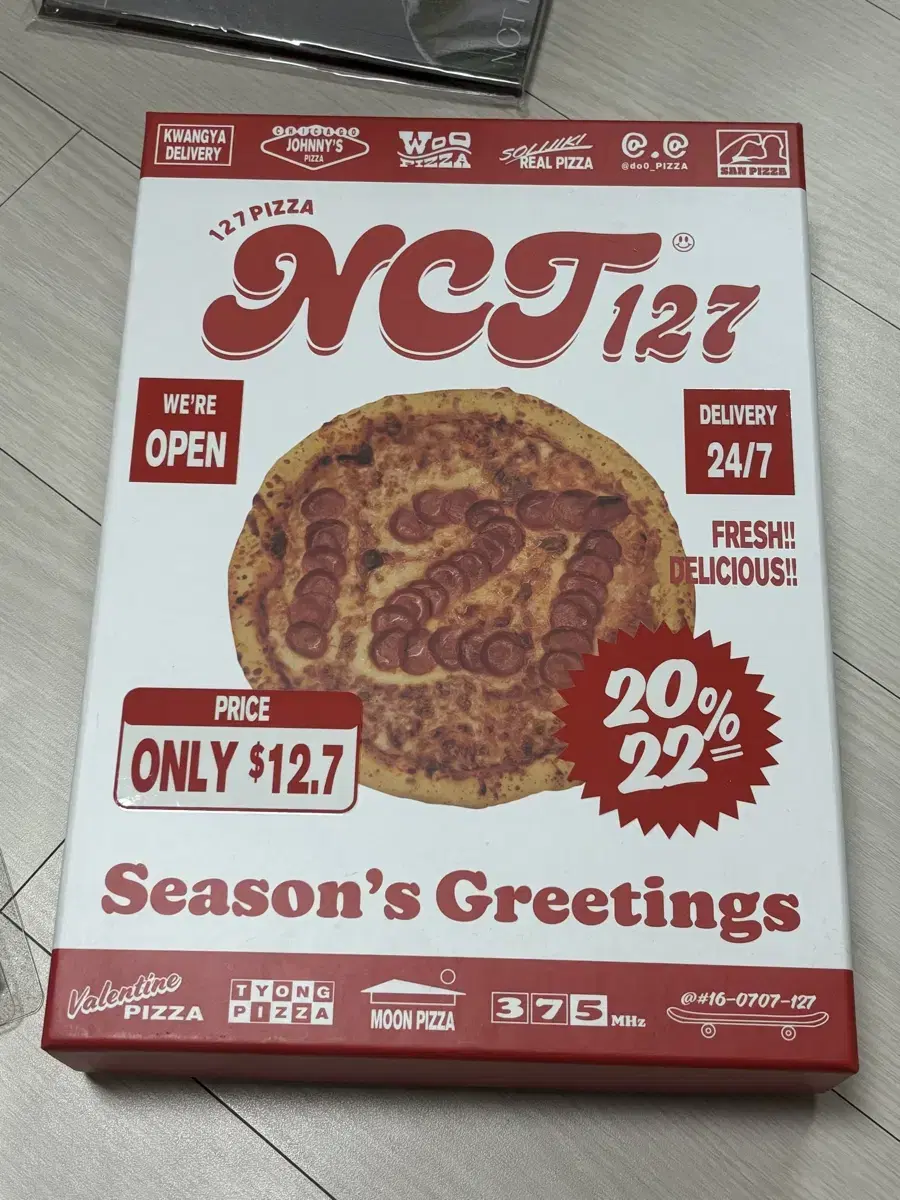 NCT
KWANGYA
DELIVERY
CHICAGO
JOHNNY'S
PIZZA
WOO
PIZZA
REAL PIZZA
@.@
@do0_PIZZA
SAN PIZZA
127 PIZZA
NCT 127
WE'RE
OPEN
DELIVERY
24/7
FRESH!!
DELICIOUS!!
127
PRICE
ONLY $12.7
20%
22
Season's Greetings
Valentine
PIZZA
TYONG
PIZZA
MOON PIZZA
375 MHz
@#16-0707-127